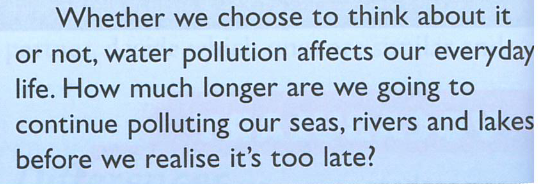 Whether we choose to think about it
or not, water pollution affects our everyday
life. How much longer are we going to
continue polluting our seas, rivers and lakes
before we realise it's too late?